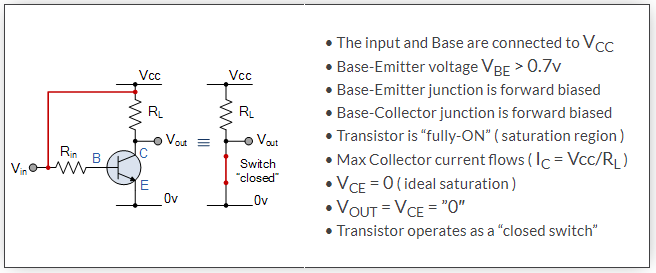 Vcc
Vcc
RL
RL
Vout
≡
Vout
Rin
B
C
Vin
Switch
"closed"
E
0v
0v
• The input and Base are connected to VCC
• Base-Emitter voltage VBE > 0.7v
• Base-Emitter junction is forward biased
• Base-Collector junction is forward biased
• Transistor is “fully-ON” ( saturation region )
• Max Collector current flows ( IC = Vcc/RL )
• VCE = 0 ( ideal saturation )
• VOUT = VCE = ”0″
• Transistor operates as a “closed switch”